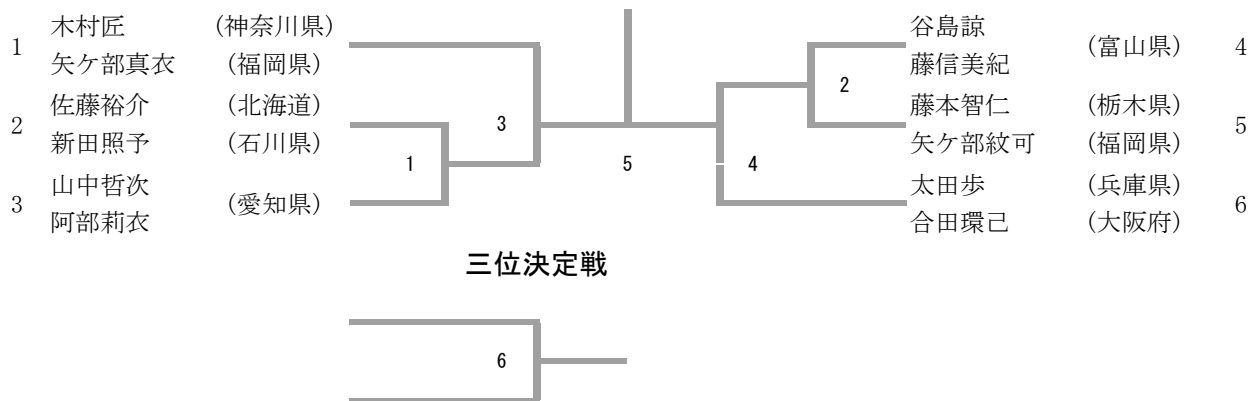 1 木村匠 (神奈川県)
矢ケ部真衣 (福岡県)
2 佐藤裕介 (北海道)
新田照予 (石川県)
3 山中哲次 (愛知県)
阿部莉衣
3
1
5
谷島諒 (富山県) 4
藤信美紀
藤本智仁 (栃木県) 5
矢ケ部紋可 (福岡県)
太田歩 (兵庫県) 6
合田環己 (大阪府)
2
4
三位決定戦
6